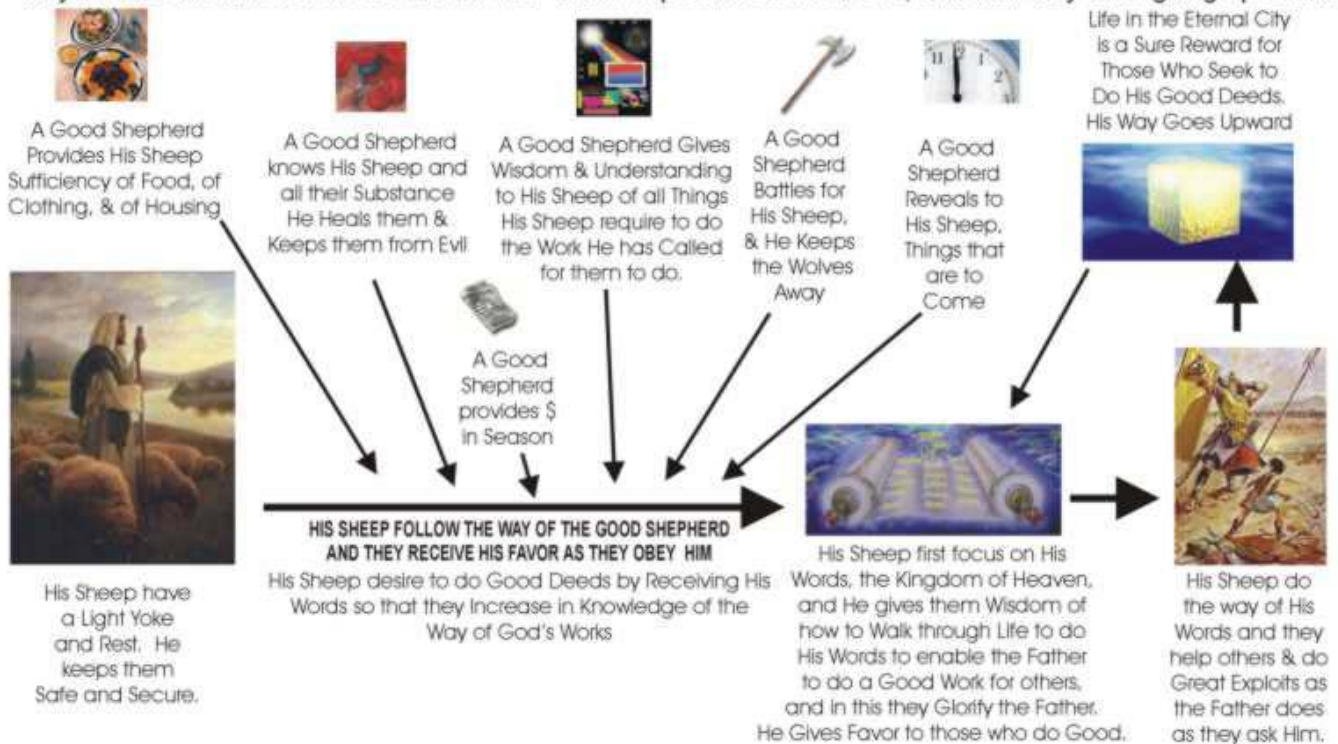 Life in the Eternal City
is a Sure Reward for
Those Who Seek to
Do His Good Deeds.
His Way Goes Upward
A Good Shepherd
Provides His Sheep
Sufficiency of Food, of
Clothing, & of Housing
A Good Shepherd
knows His Sheep and
all their Substance
He Heals them &
Keeps them from Evil
A Good Shepherd Gives
Wisdom & Understanding
to His Sheep of all Things
His Sheep require to do
the Work He has Called
for them to do.
A Good
Shepherd
Battles for
His Sheep,
& He Keeps
the Wolves
Away
11 12 1
2
A Good
Shepherd
Reveals to
His Sheep,
Things that
are to
Come
A Good
Shepherd
provides $
in Season
HIS SHEEP FOLLOW THE WAY OF THE GOOD SHEPHERD
AND THEY RECEIVE HIS FAVOR AS THEY OBEY HIM
His Sheep desire to do Good Deeds by Receiving His
Words so that they Increase in Knowledge of the
Way of God's Works
His Sheep have
a Light Yoke
and Rest. He
keeps them
Safe and Secure.
His Sheep first focus on His
Words, the Kingdom of Heaven,
and He gives them Wisdom of
how to Walk through Life to do
His Words to enable the Father
to do a Good Work for others,
and in this they Glorify the Father.
He Gives Favor to those who do Good.
His Sheep do
the way of His
Words and they
help others & do
Great Exploits as
the Father does
as they ask Him.